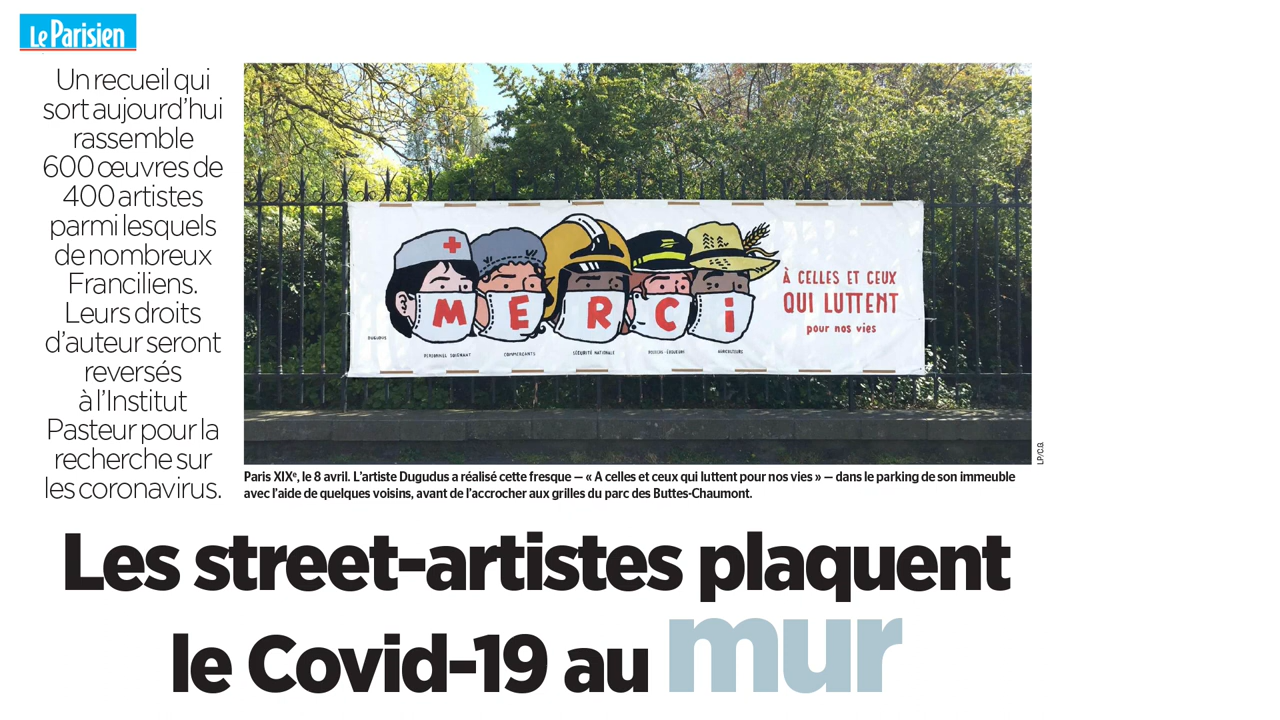 Le Parisien
Un recueil qui
sort aujourd’hui
rassemble
600 œuvres de
400 artistes
parmi lesquels
de nombreux
Franciliens.
Leurs droits
d’auteur seront
reversés
à l’Institut
Pasteur pour la
recherche sur
les coronavirus.
MERCi
À CELLES ET CEUX
QUI LUTTENT
pour nos vies
DUGUDUS
PERSONNEL SOIGNANT
COMMERÇANTS
SÉCURITÉ NATIONALE
AGRICULTEURS
LP/C.G.
Paris XIXe, le 8 avril. L’artiste Dugudus a réalisé cette fresque — « A celles et ceux qui luttent pour nos vies » — dans le parking de son immeuble
avec l’aide de quelques voisins, avant de l’accrocher aux grilles du parc des Buttes-Chaumont.
Les street-artistes plaquent
le Covid-19 au mur